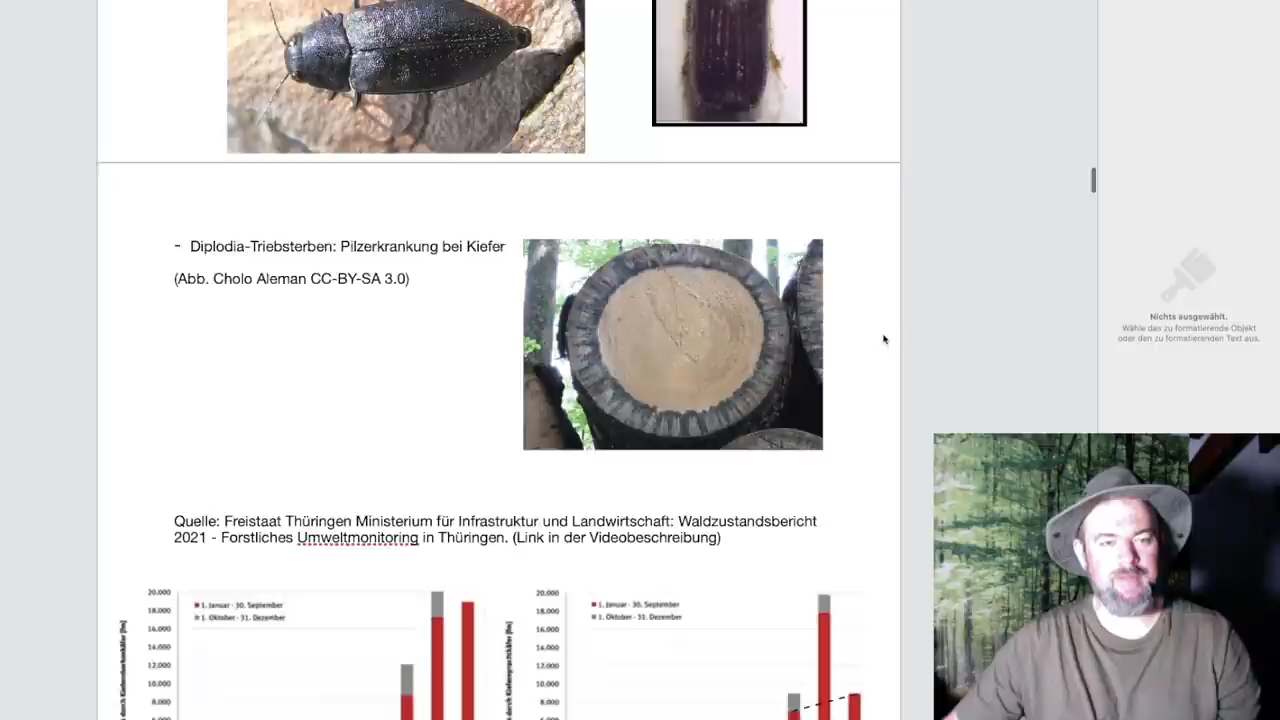 - Diplodia-Triebsterben: Pilzerkrankung bei Kiefer
(Abb. Cholo Aleman CC-BY-SA 3.0)
Nichts ausgewählt.
Wähle das zu formatierende Objekt
oder den zu formatierenden Text aus.
Quelle: Freistaat Thüringen Ministerium für Infrastruktur und Landwirtschaft: Waldzustandsbericht
2021 - Forstliches Umweltmonitoring in Thüringen. (Link in der Videobeschreibung)
20.000
18.000
16.000
14.000
12.000
10.000
8.000
1. Januar - 30. September
1. Oktober - 31. Dezember
20.000
18.000
16.000
14.000
12.000
10.000
8.000
1. Januar - 30. September
1. Oktober - 31. Dezember